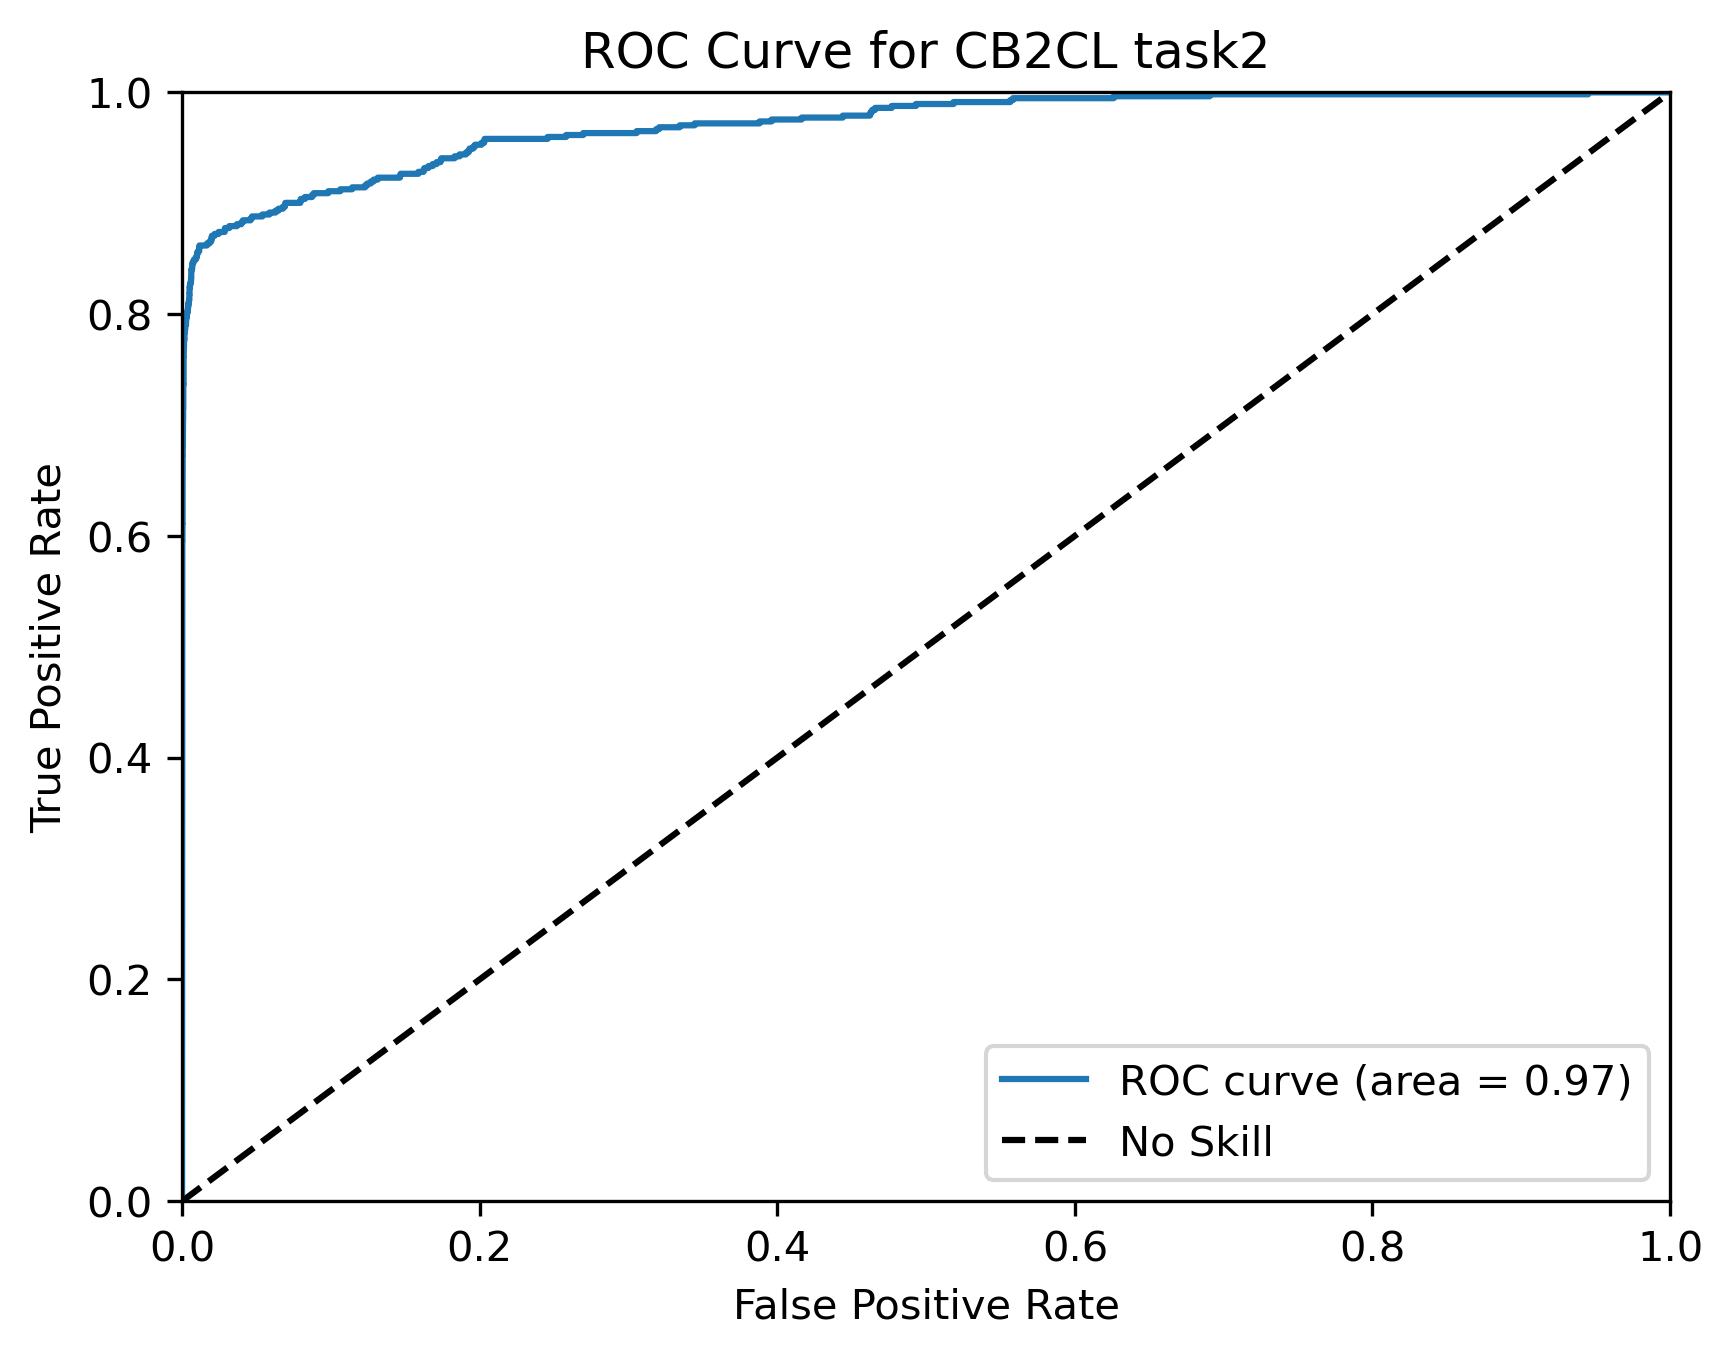 ROC Curve for CB2CL task2
1.0
0.8
0.6
0.4
0.2
0.0
True Positive Rate
ROC curve (area = 0.97)
No Skill
0.0 0.2 0.4 0.6 0.8 1.0
False Positive Rate